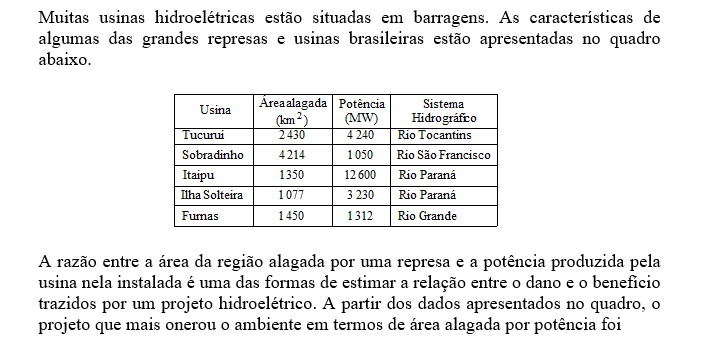 Muitas usinas hidroelétricas estão situadas em barragens. As características de
algumas das grandes represas e usinas brasileiras estão apresentadas no quadro
abaixo.
Usina Área alagada (km²) Potência (MW) Sistema Hidrográfico
Tucuruí 2 430 4 240 Rio Tocantins
Sobradinho 4 214 1 050 Rio São Francisco
Itaipu 1 350 12 600 Rio Paraná
Ilha Solteira 1 077 3 230 Rio Paraná
Furnas 1 450 1 312 Rio Grande
A razão entre a área da região alagada por uma represa e a potência produzida pela
usina nela instalada é uma das formas de estimar a relação entre o dano e o benefício
trazidos por um projeto hidroelétrico. A partir dos dados apresentados no quadro, o
projeto que mais onerou o ambiente em termos de área alagada por potência foi